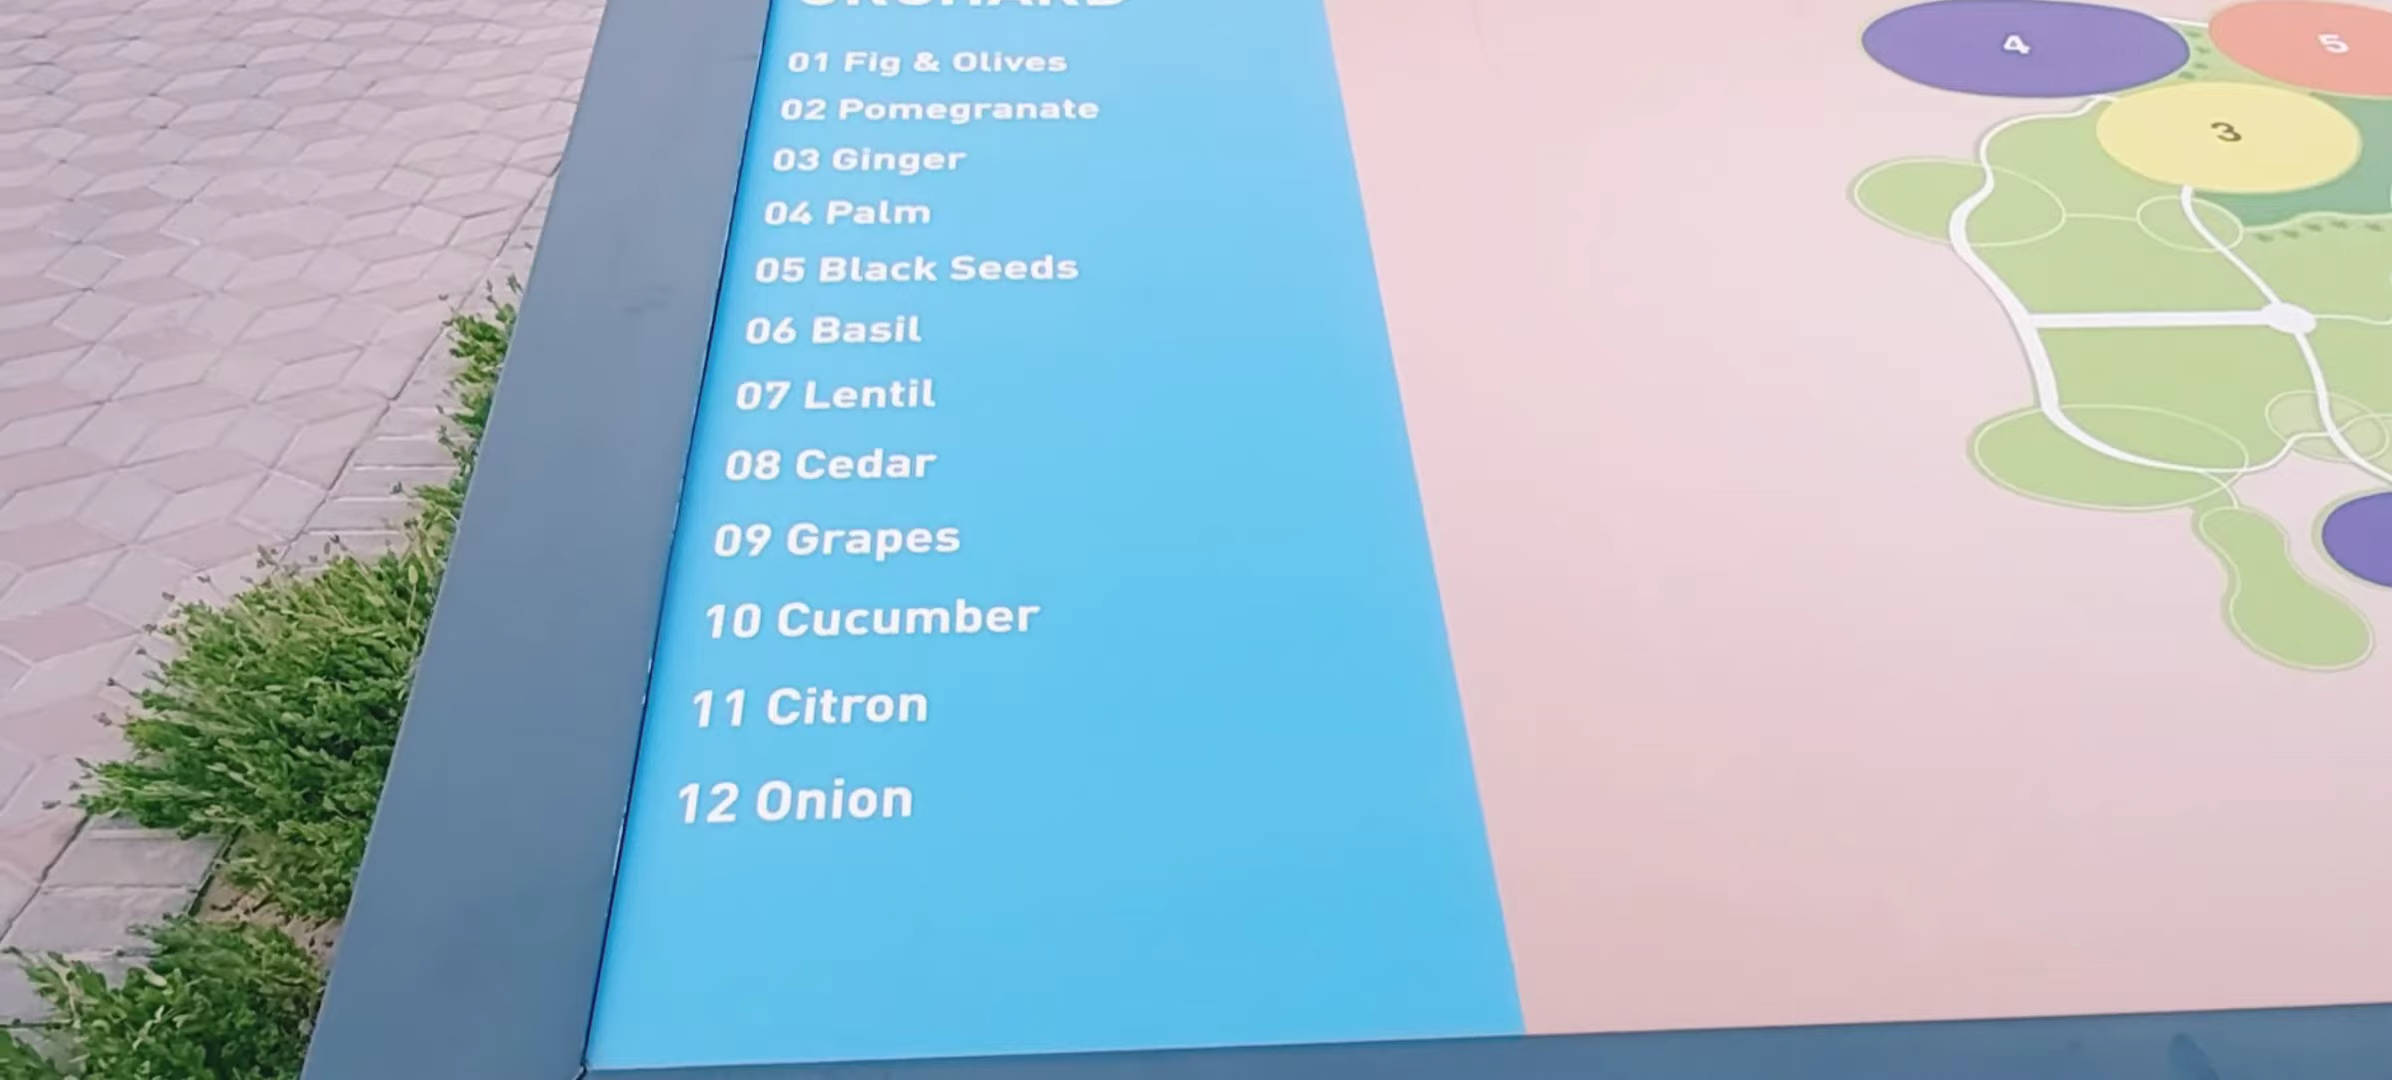 ORCHARD
01 Fig & Olives
02 Pomegranate
03 Ginger
04 Palm
05 Black Seeds
06 Basil
07 Lentil
08 Cedar
09 Grapes
10 Cucumber
11 Citron
12 Onion
4
5
3